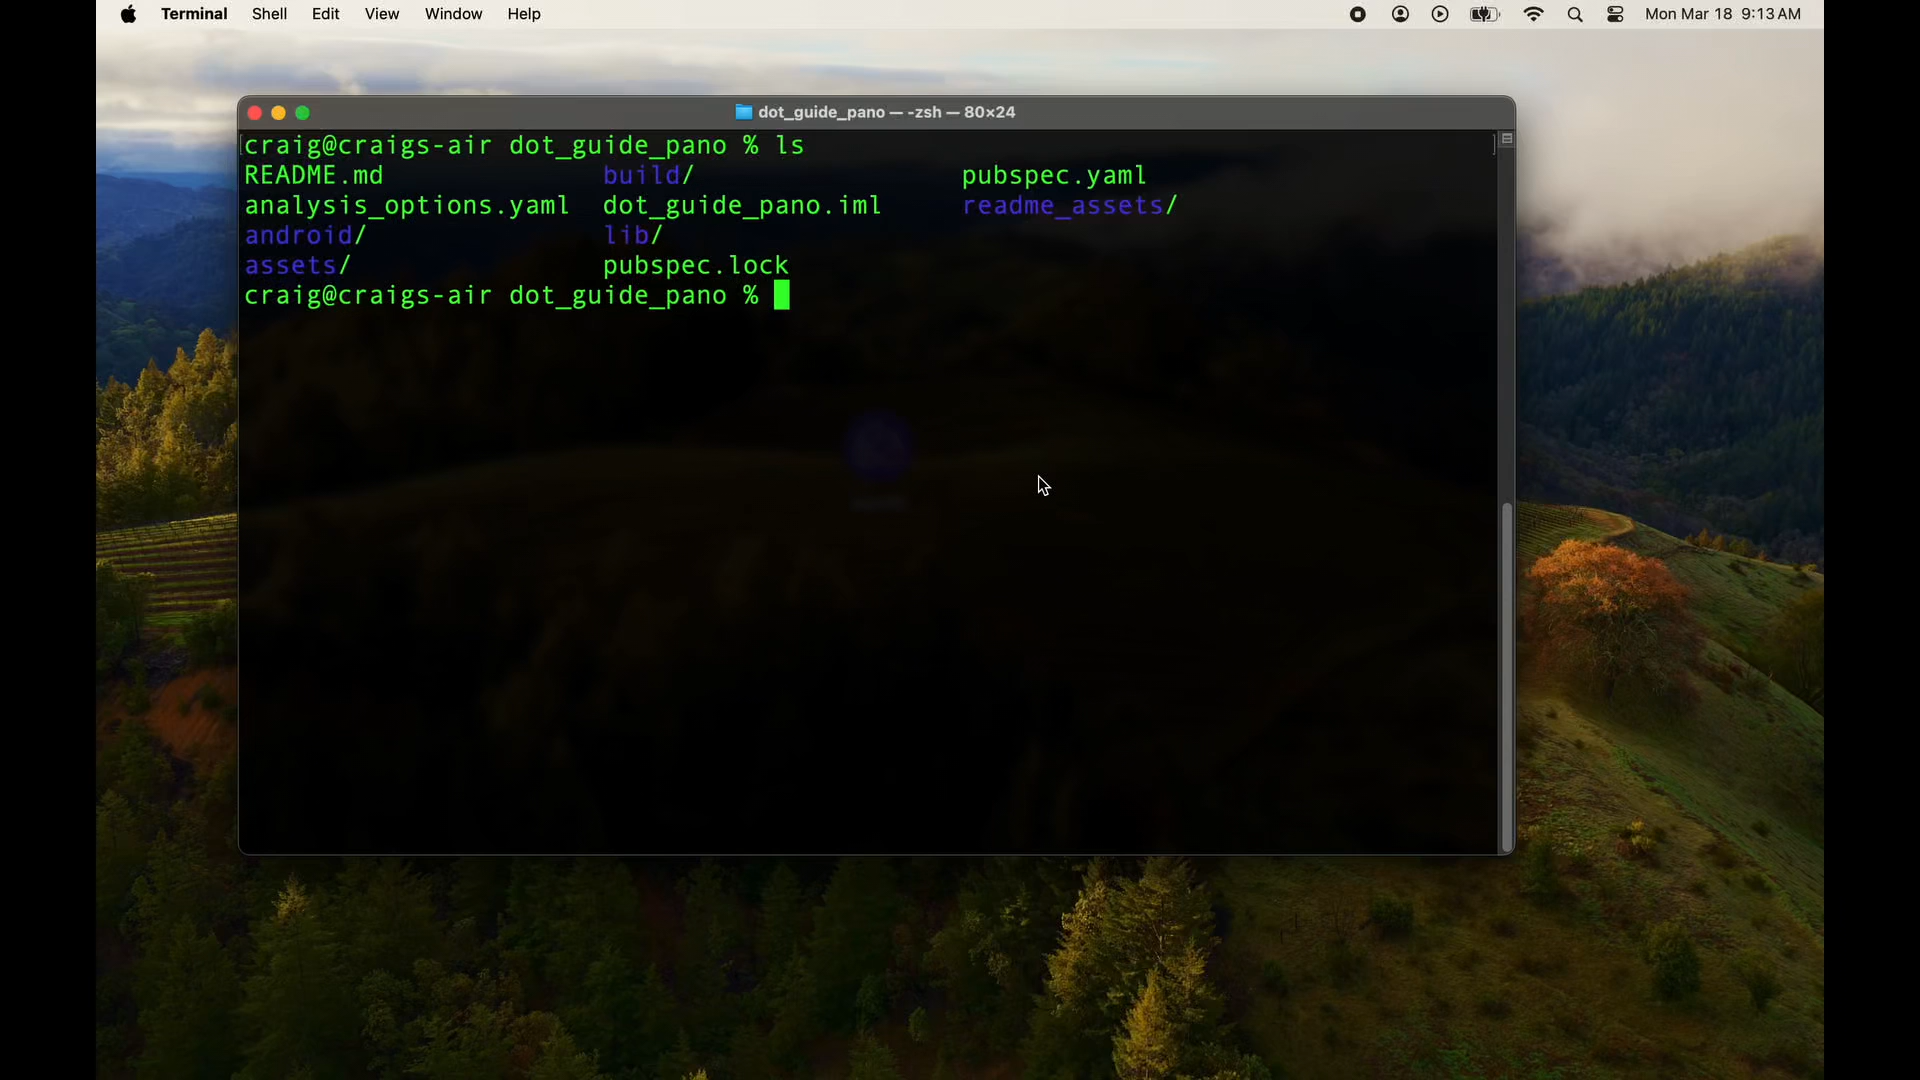 Terminal Shell Edit View Window Help Mon Mar 18 9:13 AM
dot_guide_pano — -zsh — 80×24
craig@craigs-air dot_guide_pano % ls
README.md build/ pubspec.yaml
analysis_options.yaml dot_guide_pano.iml readme_assets/
android/ lib/
assets/ pubspec.lock
craig@craigs-air dot_guide_pano %